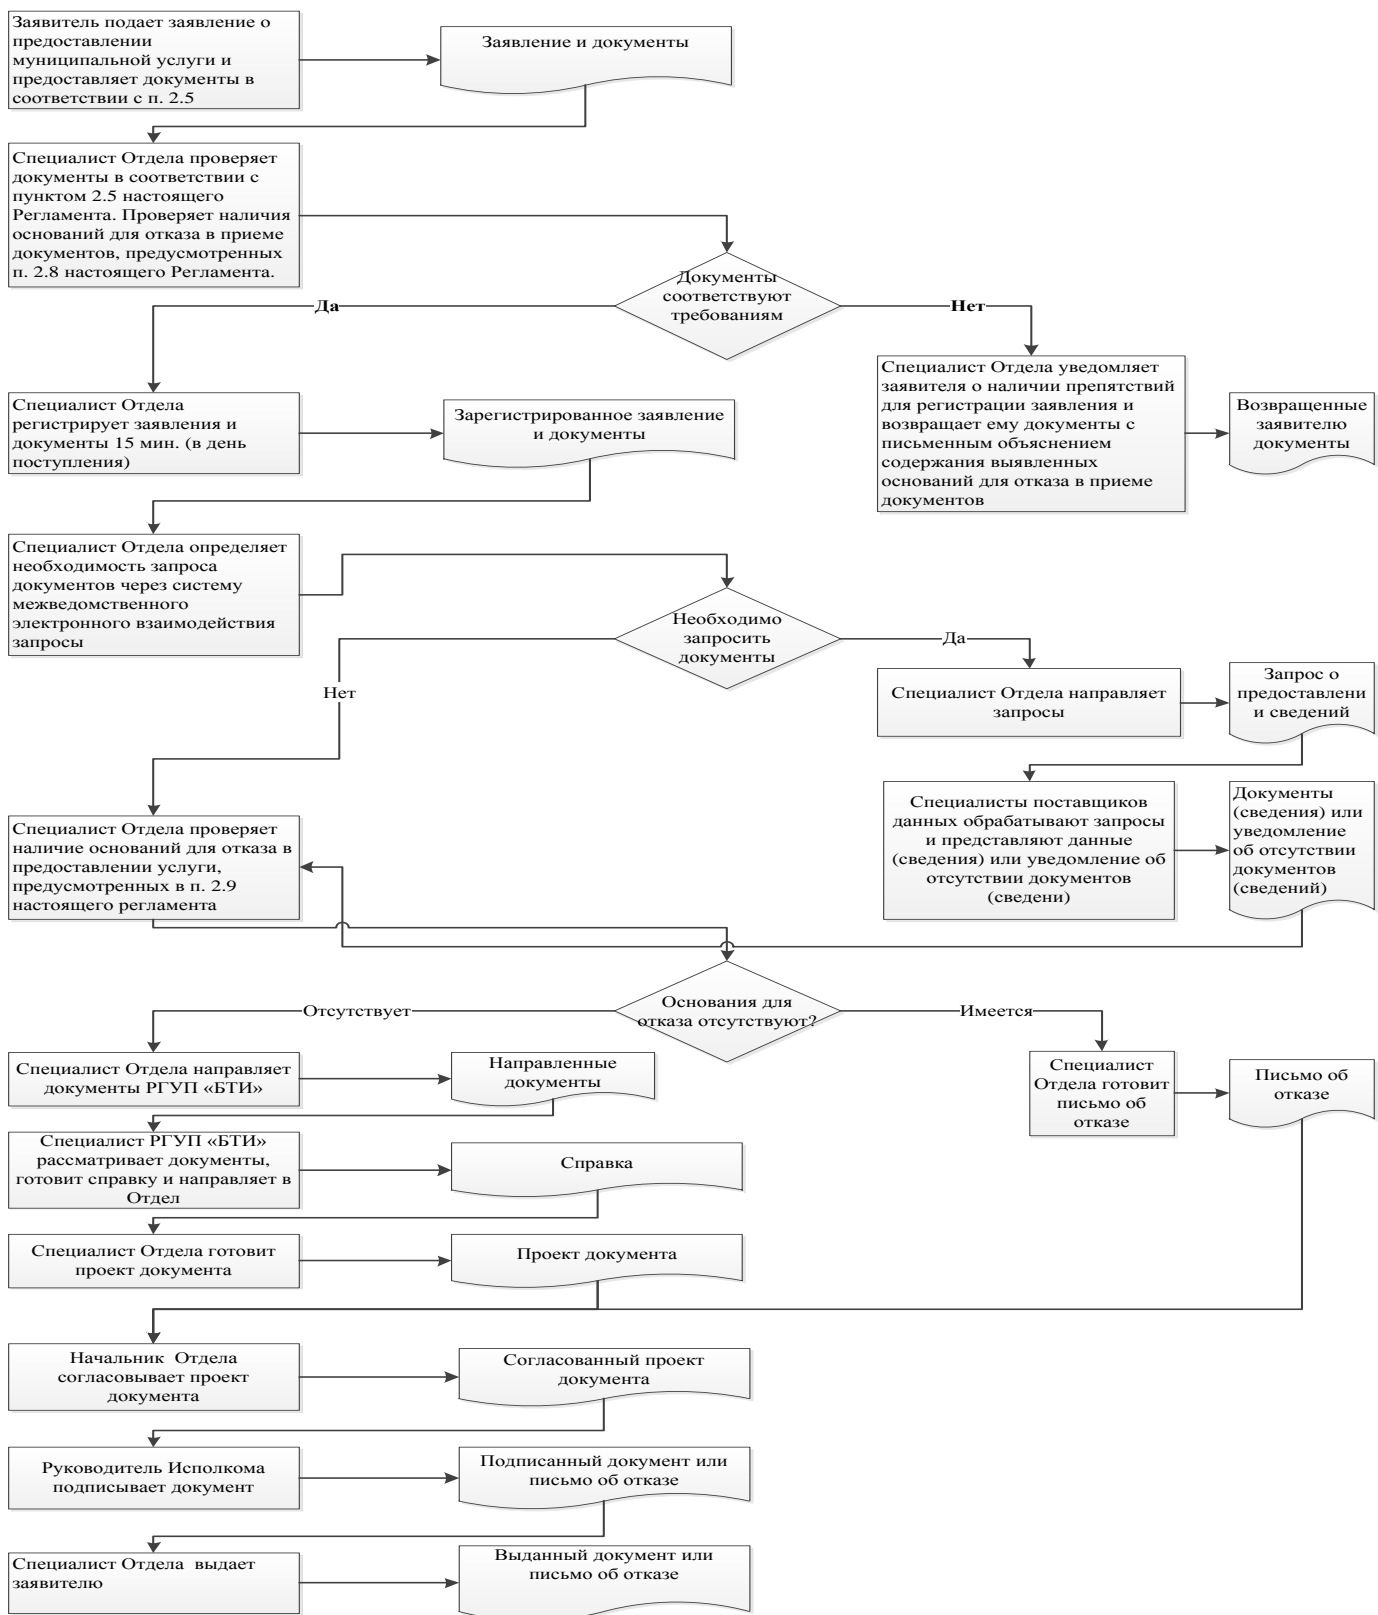 Заявитель подает заявление о
предоставлении
муниципальной услуги и
предоставляет документы в
соответствии с п. 2.5
Заявление и документы
Специалист Отдела проверяет
документы в соответствии с
пунктом 2.5 настоящего
Регламента. Проверяет наличия
оснований для отказа в приеме
документов, предусмотренных
п. 2.8 настоящего Регламента.
Документы
соответствуют
требованиям
Да
Нет
Специалист Отдела
регистрирует заявления и
документы 15 мин. (в день
поступления)
Зарегистрированное заявление
и документы
Специалист Отдела уведомляет
заявителя о наличии препятствий
для регистрации заявления и
возвращает ему документы с
письменным объяснением
содержания выявленных
оснований для отказа в приеме
документов
Возвращенные
заявителю
документы
Специалист Отдела определяет
необходимость запроса
документов через систему
межведомственного
электронного взаимодействия
запросы
Необходимо
запросить
документы
Да
Нет
Специалист Отдела направляет
запросы
Запрос о
предоставлени
и сведений
Специалисты поставщиков
данных обрабатывают запросы
и представляют данные
(сведения) или уведомление об
отсутствии документов
(сведени)
Документы
(сведения) или
уведомление
об отсутствии
документов
(сведений)
Специалист Отдела проверяет
наличие оснований для отказа в
предоставлении услуги,
предусмотренных в п. 2.9
настоящего регламента
Основания для
отказа отсутствуют?
Отсутствует
Имеется
Специалист Отдела направляет
документы РГУП «БТИ»
Направленные
документы
Специалист
Отдела готовит
письмо об
отказе
Письмо об
отказе
Специалист РГУП «БТИ»
рассматривает документы,
готовит справку и направляет в
Отдел
Справка
Специалист Отдела готовит
проект документа
Проект документа
Начальник Отдела
согласовывает проект
документа
Согласованный проект
документа
Руководитель Исполкома
подписывает документ
Подписанный документ или
письмо об отказе
Специалист Отдела выдает
заявителю
Выданный документ или
письмо об отказе